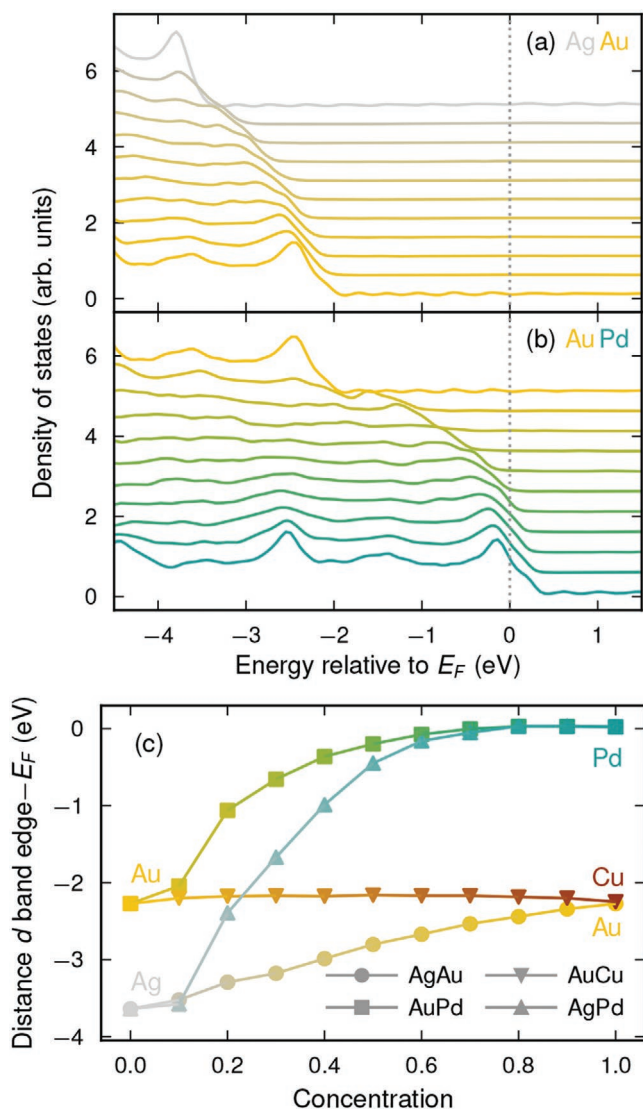 (a) Ag Au
6
4
2
0
(b) Au Pd
6
4
2
0
Density of states (arb. units)
−4 −3 −2 −1 0 1
Energy relative to E_F (eV)
(c)
0
−1
−2
−3
−4
Distance d band edge−E_F (eV)
Pd
Au
Cu
Au
Ag
AgAu AuCu
AuPd AgPd
0.0 0.2 0.4 0.6 0.8 1.0
Concentration